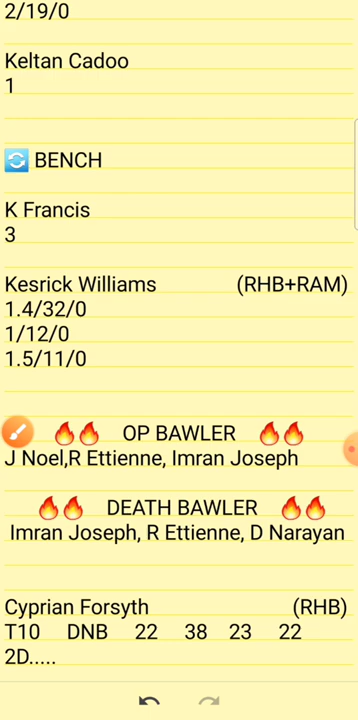 2/19/0
Keltan Cadoo
1
🔄 BENCH
K Francis
3
Kesrick Williams (RHB+RAM)
1.4/32/0
1/12/0
1.5/11/0
🔥🔥 OP BAWLER 🔥🔥
J Noel,R Ettienne, Imran Joseph
🔥🔥 DEATH BAWLER 🔥🔥
Imran Joseph, R Ettienne, D Narayan
Cyprian Forsyth (RHB)
T10 DNB 22 38 23 22
2D.....